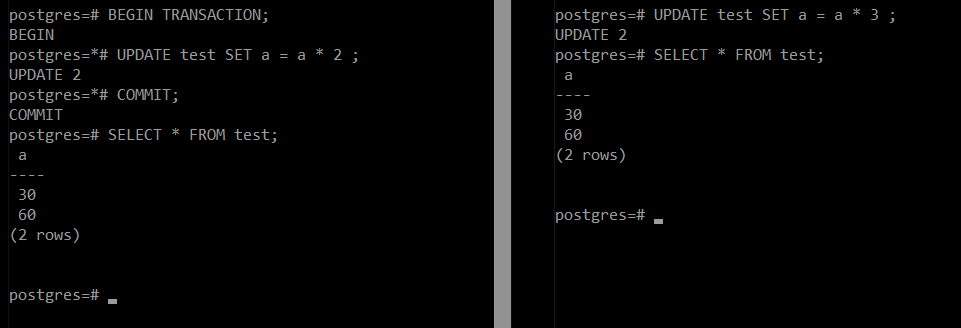 postgres=# BEGIN TRANSACTION;
BEGIN
postgres=*# UPDATE test SET a = a * 2 ;
UPDATE 2
postgres=*# COMMIT;
COMMIT
postgres=# SELECT * FROM test;
 a
----
 30
 60
(2 rows)
postgres=#
postgres=# UPDATE test SET a = a * 3 ;
UPDATE 2
postgres=# SELECT * FROM test;
 a
----
 30
 60
(2 rows)
postgres=#